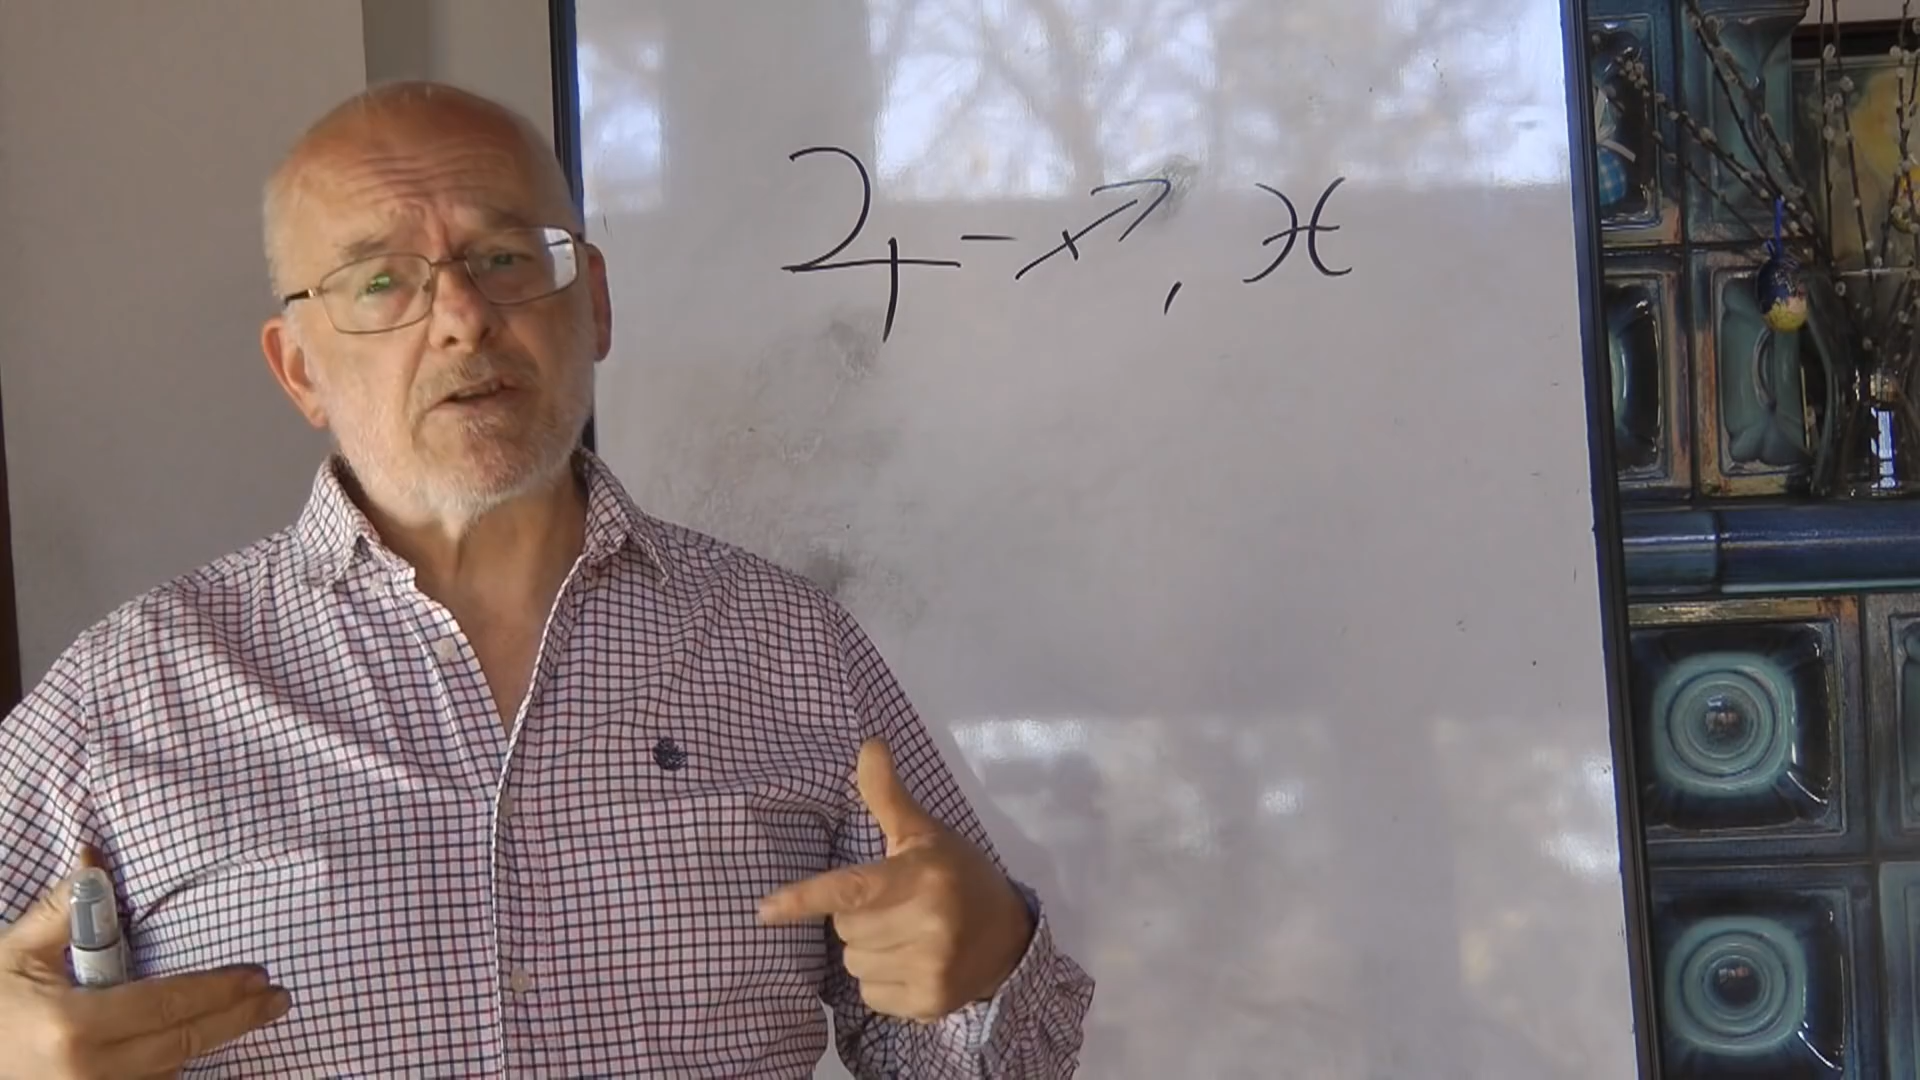 ♃ - ♐, ♓